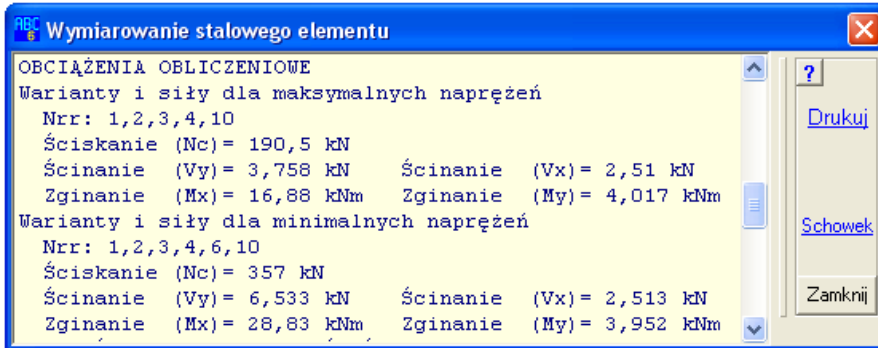 ABC 6 Wymiarowanie stalowego elementu
OBCIĄŻENIA OBLICZENIOWE
Warianty i siły dla maksymalnych naprężeń
Nrr: 1,2,3,4,10
Ściskanie (Nc)= 190,5 kN
Ścinanie (Vy)= 3,758 kN Ścinanie (Vx)= 2,51 kN
Zginanie (Mx)= 16,88 kNm Zginanie (My)= 4,017 kNm
Warianty i siły dla minimalnych naprężeń
Nrr: 1,2,3,4,6,10
Ściskanie (Nc)= 357 kN
Ścinanie (Vy)= 6,533 kN Ścinanie (Vx)= 2,513 kN
Zginanie (Mx)= 28,83 kNm Zginanie (My)= 3,952 kNm
?
Drukuj
Schowek
Zamknij